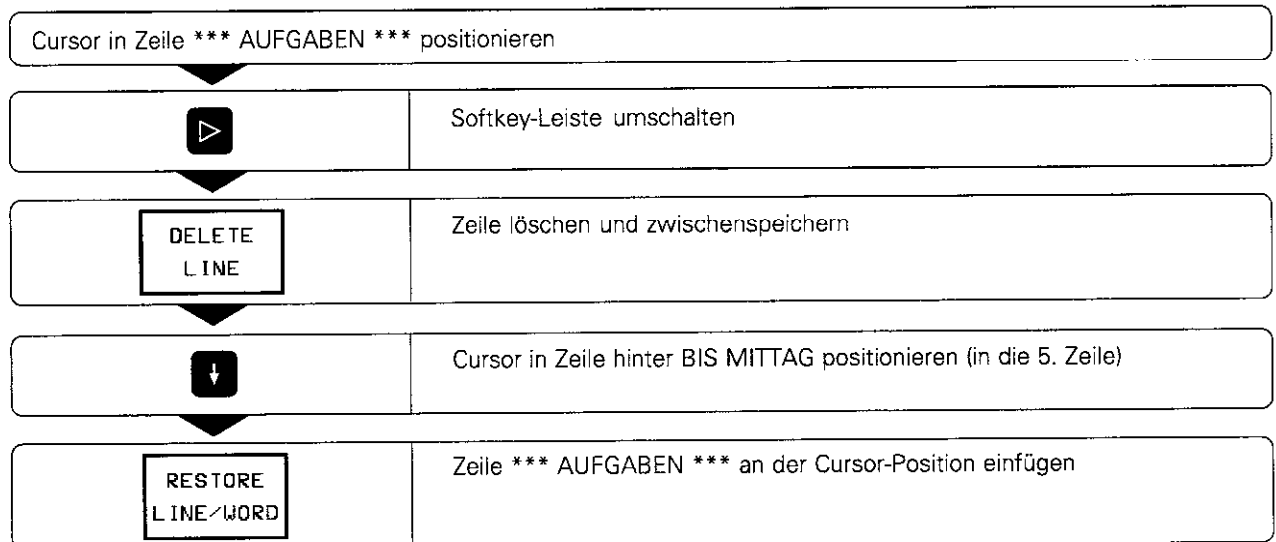 Cursor in Zeile *** AUFGABEN *** positionieren
Softkey-Leiste umschalten
DELETE
LINE
Zeile löschen und zwischenspeichern
Cursor in Zeile hinter BIS MITTAG positionieren (in die 5. Zeile)
RESTORE
LINE/WORD
Zeile *** AUFGABEN *** an der Cursor-Position einfügen